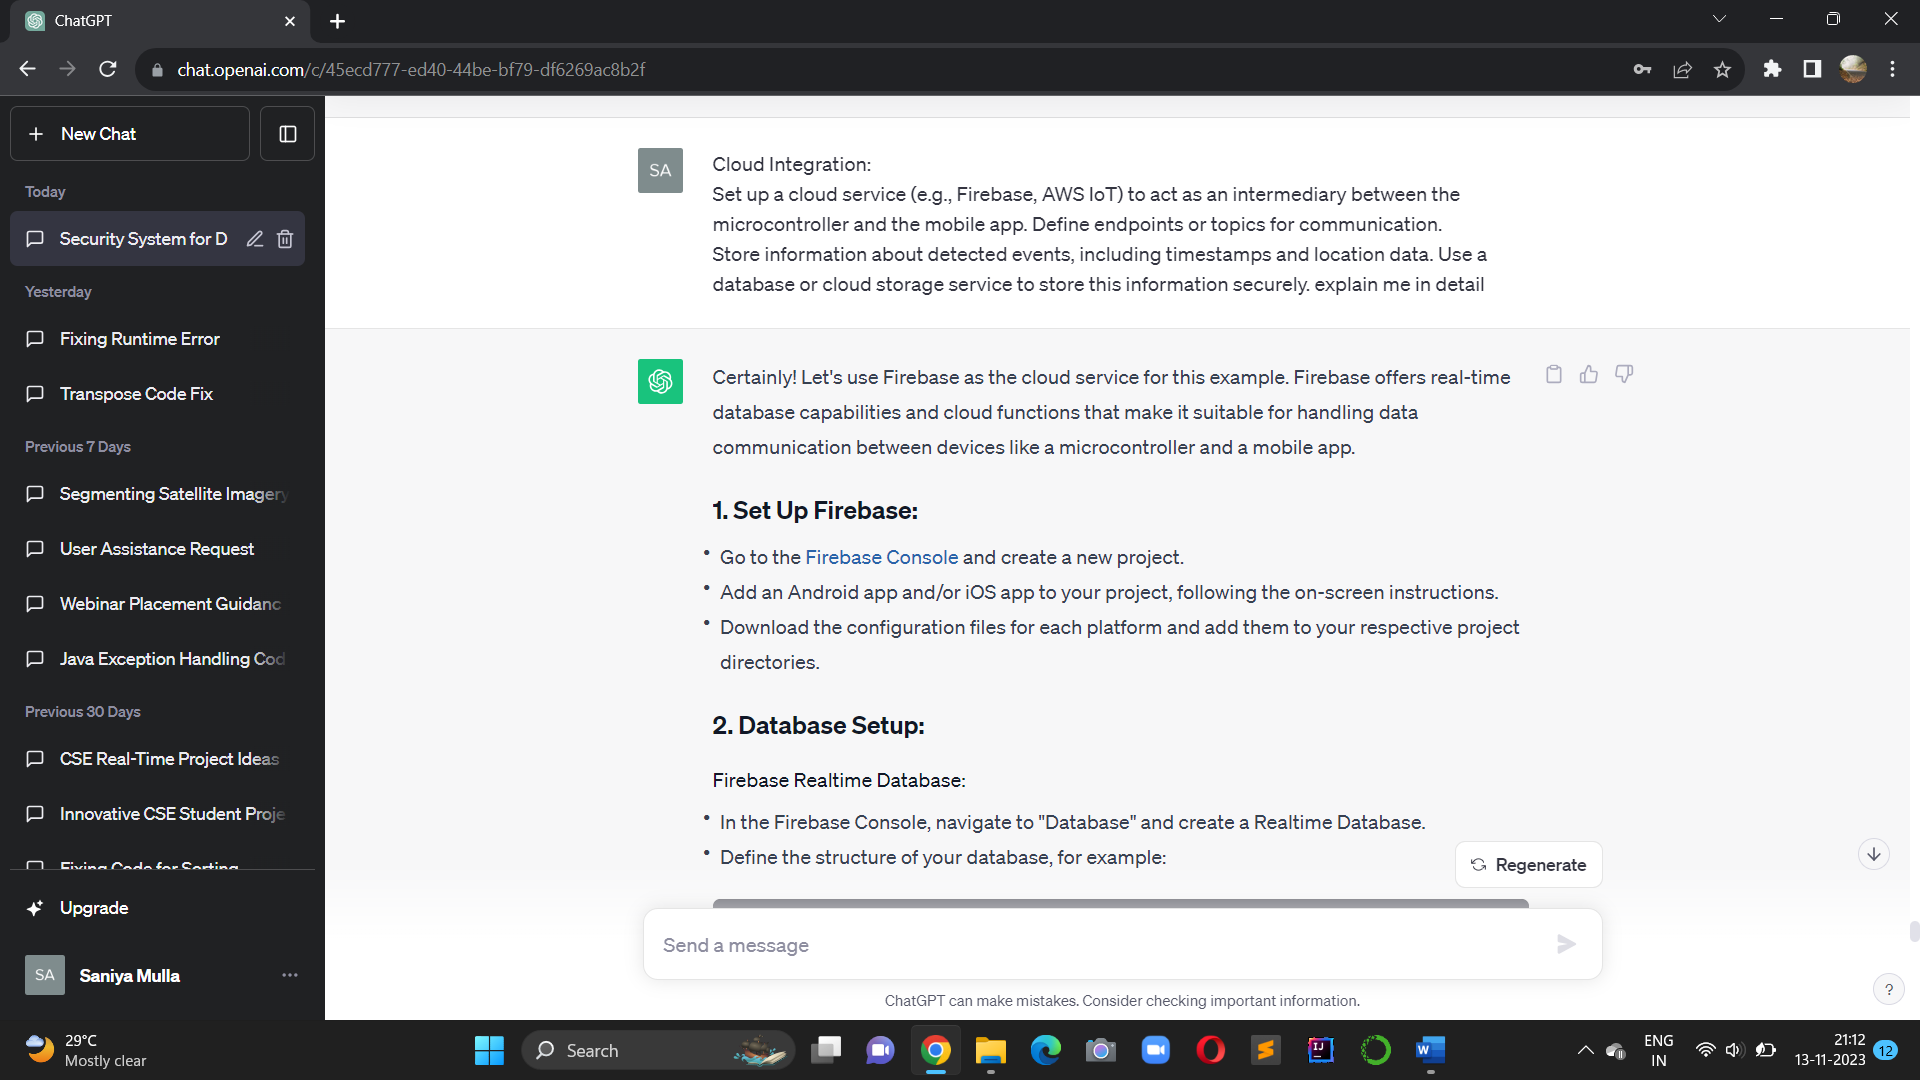 ChatGPT
chat.openai.com/c/45ecd777-ed40-44be-bf79-df6269ac8b2f
New Chat
Today
Security System for D
Yesterday
Fixing Runtime Error
Transpose Code Fix
Previous 7 Days
Segmenting Satellite Imagery
User Assistance Request
Webinar Placement Guidanc
Java Exception Handling Cod
Previous 30 Days
CSE Real-Time Project Ideas
Innovative CSE Student Proje
Fixing Code for Sorting
Upgrade
SA
Saniya Mulla
SA
Cloud Integration:
Set up a cloud service (e.g., Firebase, AWS IoT) to act as an intermediary between the
microcontroller and the mobile app. Define endpoints or topics for communication.
Store information about detected events, including timestamps and location data. Use a
database or cloud storage service to store this information securely. explain me in detail
Certainly! Let's use Firebase as the cloud service for this example. Firebase offers real-time
database capabilities and cloud functions that make it suitable for handling data
communication between devices like a microcontroller and a mobile app.
1. Set Up Firebase:
• Go to the Firebase Console and create a new project.
• Add an Android app and/or iOS app to your project, following the on-screen instructions.
• Download the configuration files for each platform and add them to your respective project
directories.
2. Database Setup:
Firebase Realtime Database:
• In the Firebase Console, navigate to "Database" and create a Realtime Database.
• Define the structure of your database, for example:
Regenerate
Send a message
ChatGPT can make mistakes. Consider checking important information.
?
29°C
Mostly clear
Search
IJ
W
ENG
IN
21:12
13-11-2023
12